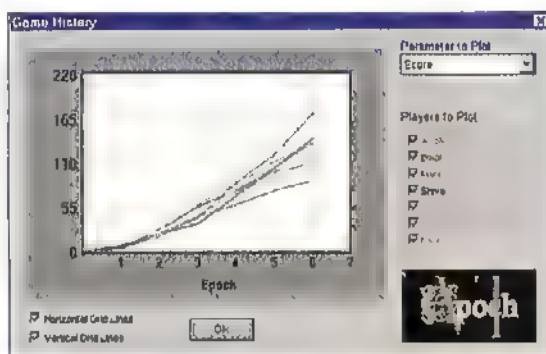 Game History
Parameter to Plot
Score
220
165
110
55
0
1 2 3 4 5 6 7
Epoch
Players to Plot
Steve
Horizontal Grid Lines
Vertical Grid Lines
Ok
Epoch